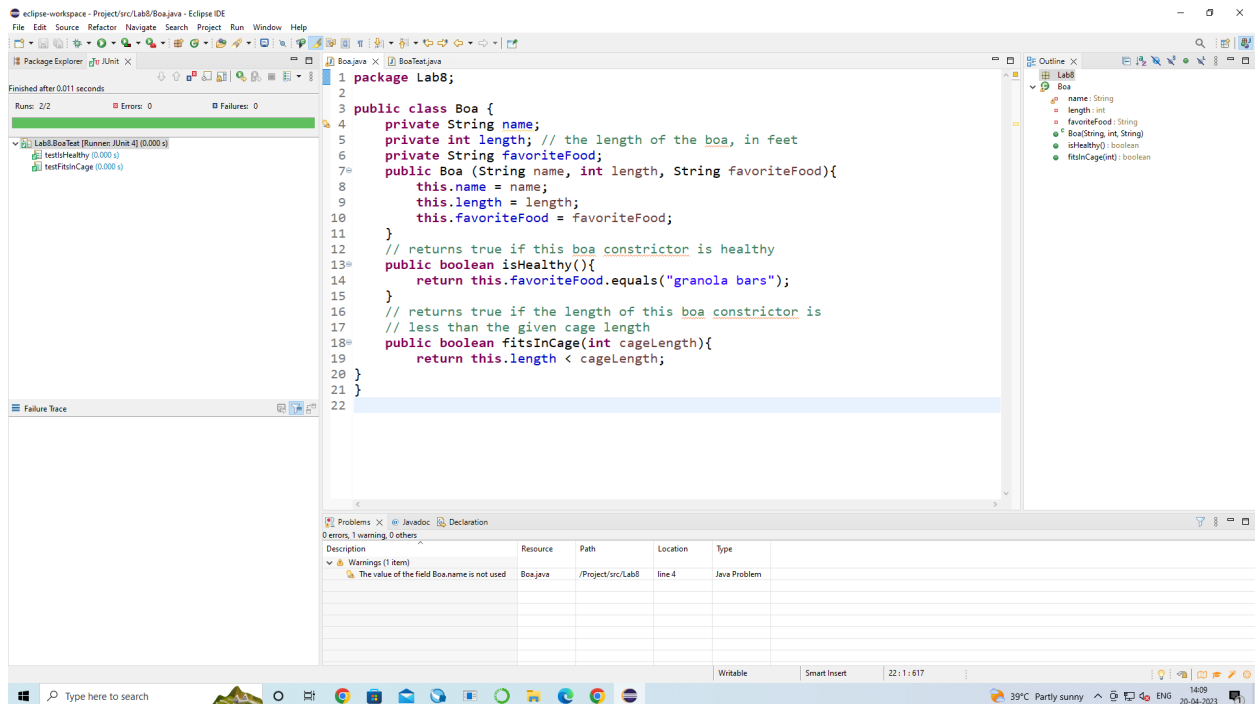 eclipse-workspace - Project/src/Lab8/Boa.java - Eclipse IDE
File Edit Source Refactor Navigate Search Project Run Window Help
Package Explorer JUnit
Finished after 0.011 seconds
Runs: 2/2 Errors: 0 Failures: 0
Lab8.BoaTeat [Runner: JUnit 4] (0.000 s)
testIsHealthy (0.000 s)
testFitsInCage (0.000 s)
Failure Trace
Boa.java BoaTeat.java
1 package Lab8;
2
3 public class Boa {
4 private String name;
5 private int length; // the length of the boa, in feet
6 private String favoriteFood;
7 public Boa (String name, int length, String favoriteFood){
8 this.name = name;
9 this.length = length;
10 this.favoriteFood = favoriteFood;
11 }
12 // returns true if this boa constrictor is healthy
13 public boolean isHealthy(){
14 return this.favoriteFood.equals("granola bars");
15 }
16 // returns true if the length of this boa constrictor is
17 // less than the given cage length
18 public boolean fitsInCage(int cageLength){
19 return this.length < cageLength;
20 }
21 }
22
Outline
Lab8
Boa
name : String
length : int
favoriteFood : String
Boa(String, int, String)
isHealthy() : boolean
fitsInCage(int) : boolean
Problems Javadoc Declaration
0 errors, 1 warning, 0 others
Description Resource Path Location Type
Warnings (1 item)
The value of the field Boa.name is not used Boa.java /Project/src/Lab8 line 4 Java Problem
Writable Smart Insert 22 : 1 : 617
Type here to search
39°C Partly sunny ENG
14:09
20-04-2023